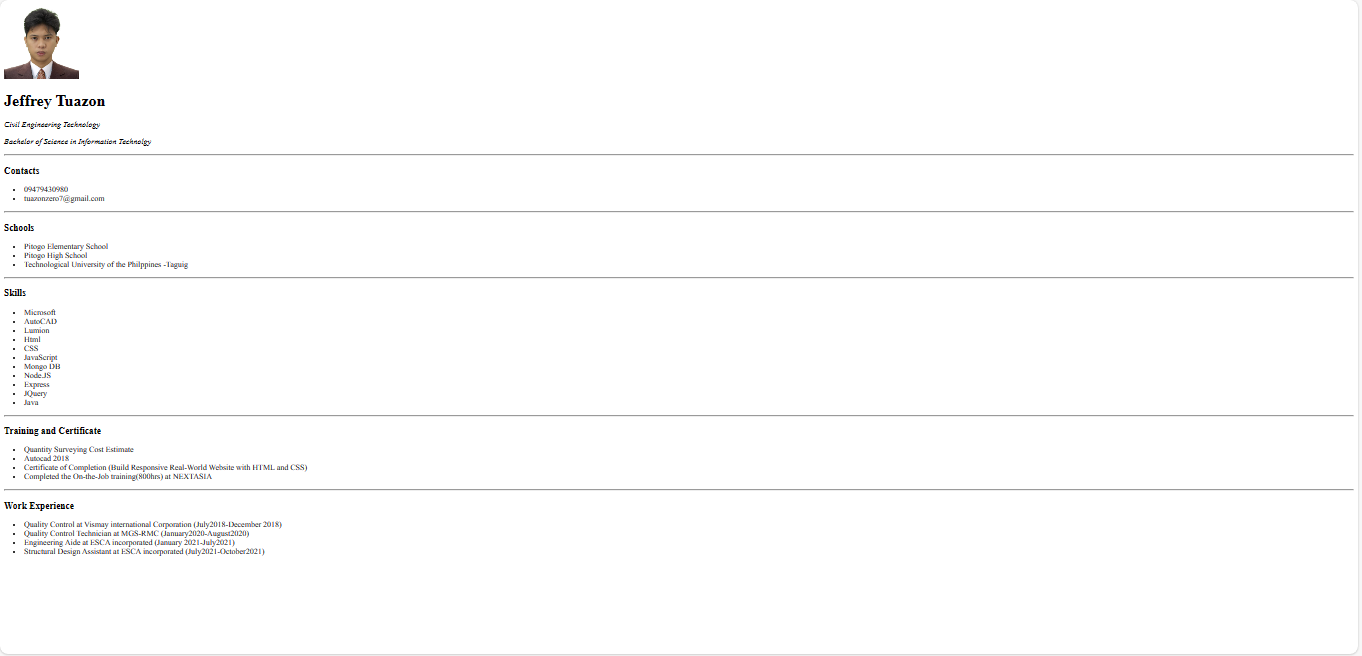 Jeffrey Tuazon
Civil Engineering Technology
Bachelor of Science in Information Technolgy
Contacts
09479430980
tuazonzero7@gmail.com
Schools
Pitogo Elementary School
Pitogo High School
Technological University of the Philppines -Taguig
Skills
Microsoft
AutoCAD
Lumion
Html
CSS
JavaScript
Mongo DB
Node.JS
Express
JQuery
Java
Training and Certificate
Quantity Surveying Cost Estimate
Autocad 2018
Certificate of Completion (Build Responsive Real-World Website with HTML and CSS)
Completed the On-the-Job training(800hrs) at NEXTASIA
Work Experience
Quality Control at Vismay international Corporation (July2018-December 2018)
Quality Control Technician at MGS-RMC (January2020-August2020)
Engineering Aide at ESCA incorporated (January 2021-July2021)
Structural Design Assistant at ESCA incorporated (July2021-October2021)